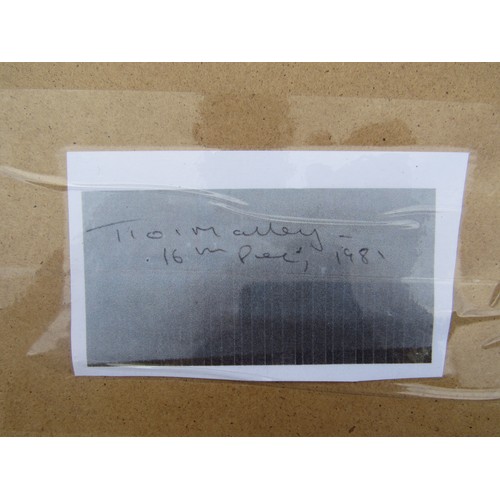 T.O'Malley -
16th Dec, 1981